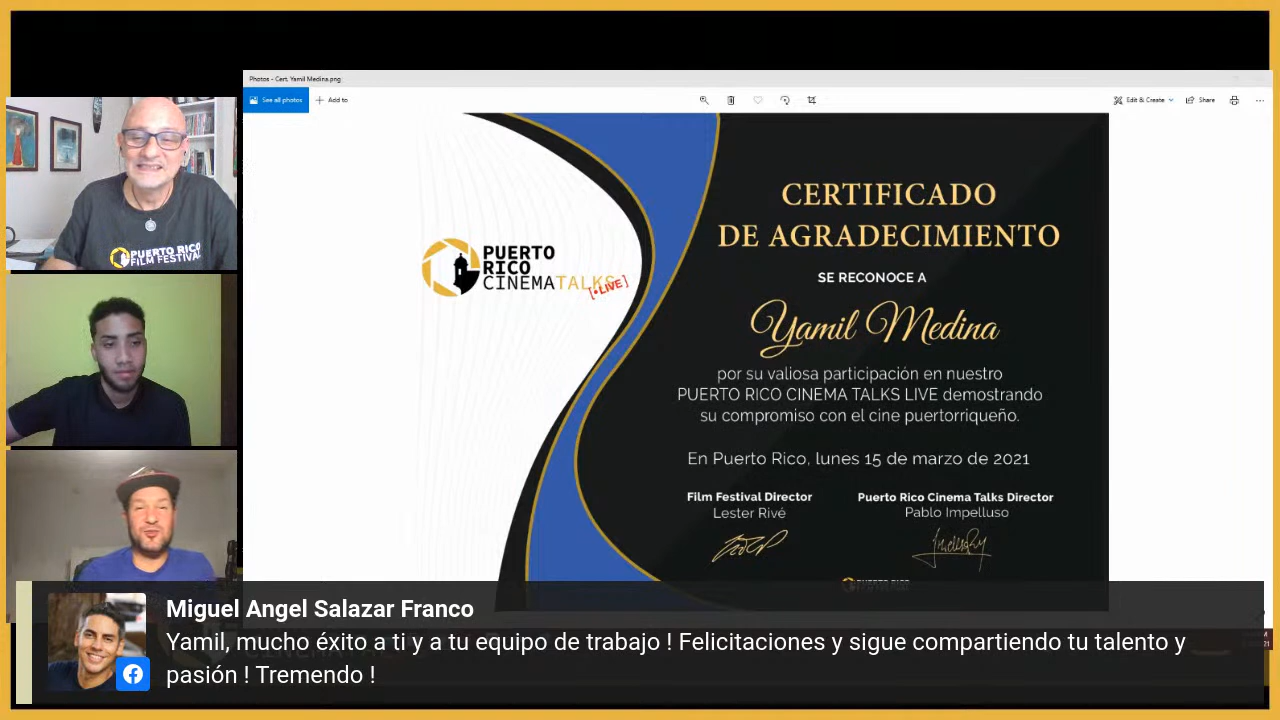 Photos - Cert. Yamil Medina.png
See all photos
Add to
Edit & Create
Share
PUERTO RICO
FILM FESTIVAL
PUERTO
RICO
CINEMATALKS
[•LIVE]
CERTIFICADO
DE AGRADECIMIENTO
SE RECONOCE A
Yamil Medina
por su valiosa participación en nuestro
PUERTO RICO CINEMA TALKS LIVE demostrando
su compromiso con el cine puertorriqueño.
En Puerto Rico, lunes 15 de marzo de 2021
Film Festival Director
Lester Rivé
Puerto Rico Cinema Talks Director
Pablo Impelluso
Miguel Angel Salazar Franco
Yamil, mucho éxito a ti y a tu equipo de trabajo ! Felicitaciones y sigue compartiendo tu talento y
pasión ! Tremendo !